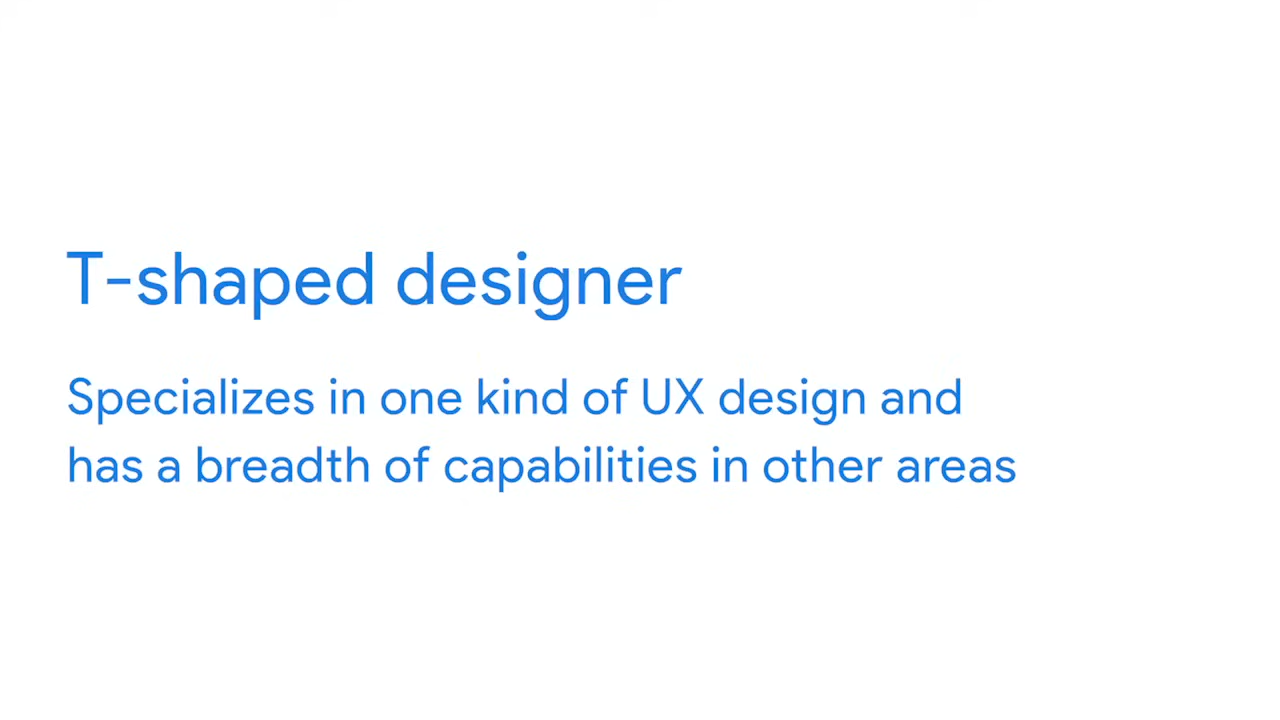 T-shaped designer
Specializes in one kind of UX design and
has a breadth of capabilities in other areas